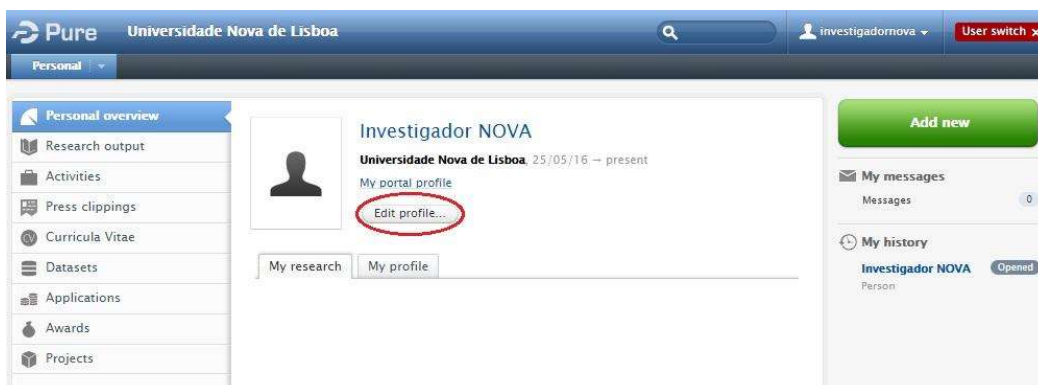 Pure Universidade Nova de Lisboa investigadornova User switch x
Personal
Personal overview
Research output
Activities
Press clippings
CV Curricula Vitae
Datasets
Applications
Awards
Projects
Investigador NOVA
Universidade Nova de Lisboa, 25/05/16 → present
My portal profile
Edit profile...
My research My profile
Add new
My messages
Messages 0
My history
Investigador NOVA Opened
Person